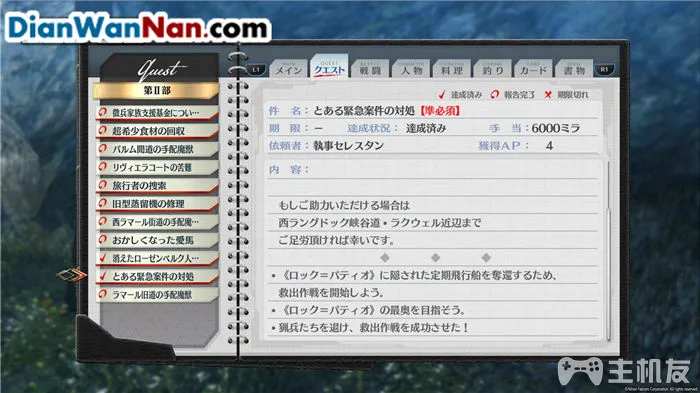 DianWanNan.Com
Quest
第Ⅱ部
徴兵家族支援基金につい…
超希少食材の回収
パルム間道の手配魔獣
リヴィエラコートの苦難
旅行者の捜索
旧型蒸留機の修理
西ラマール街道の手配魔獣
おかしくなった愛馬
消えたローゼンベルク人…
とある緊急案件の対処
ラマール旧道の手配魔獣
L1 メイン クエスト 戦闘 人物 料理 釣り カード 書物 R1
MAIN QUEST BATTLE CHARACTER
達成済み 報告完了 期限切れ
件 名：とある緊急案件の対処【準必須】
期 限：－ 達成状況： 達成済み 手 当：6000ミラ
依頼者：執事セレスタン 獲得AP： 4
内 容：
もしご助力いただける場合は
西ラングドック峡谷道・ラクウェル近辺まで
ご足労頂ければ幸いです。
・《ロック＝パティオ》に隠された定期飛行船を奪還するため、
救出作戦を開始しよう。
・《ロック＝パティオ》の最奥を目指そう。
・猟兵たちを退け、救出作戦を成功させた！
主机友
©Nihon Falcom Corporation. All rights reserved.